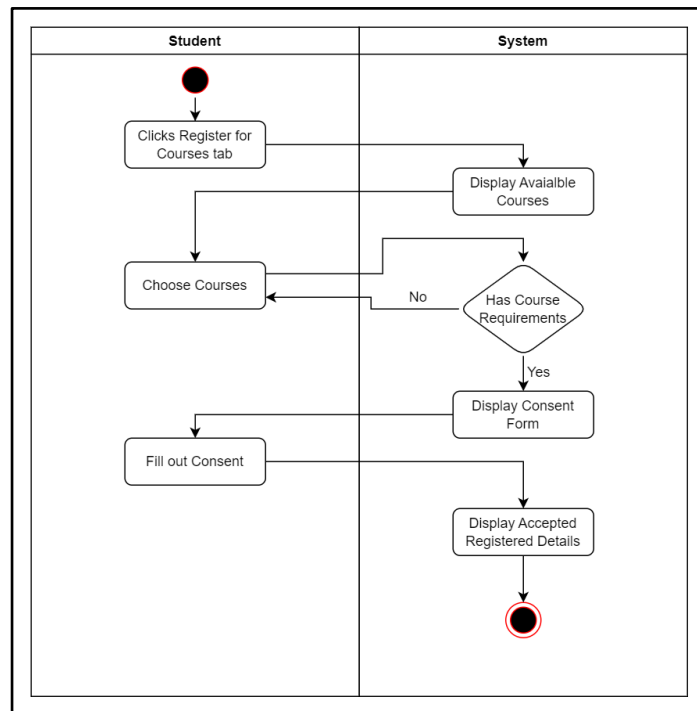 Student
System
Clicks Register for
Courses tab
Display Avaialble
Courses
Choose Courses
No
Has Course
Requirements
Yes
Display Consent
Form
Fill out Consent
Display Accepted
Registered Details